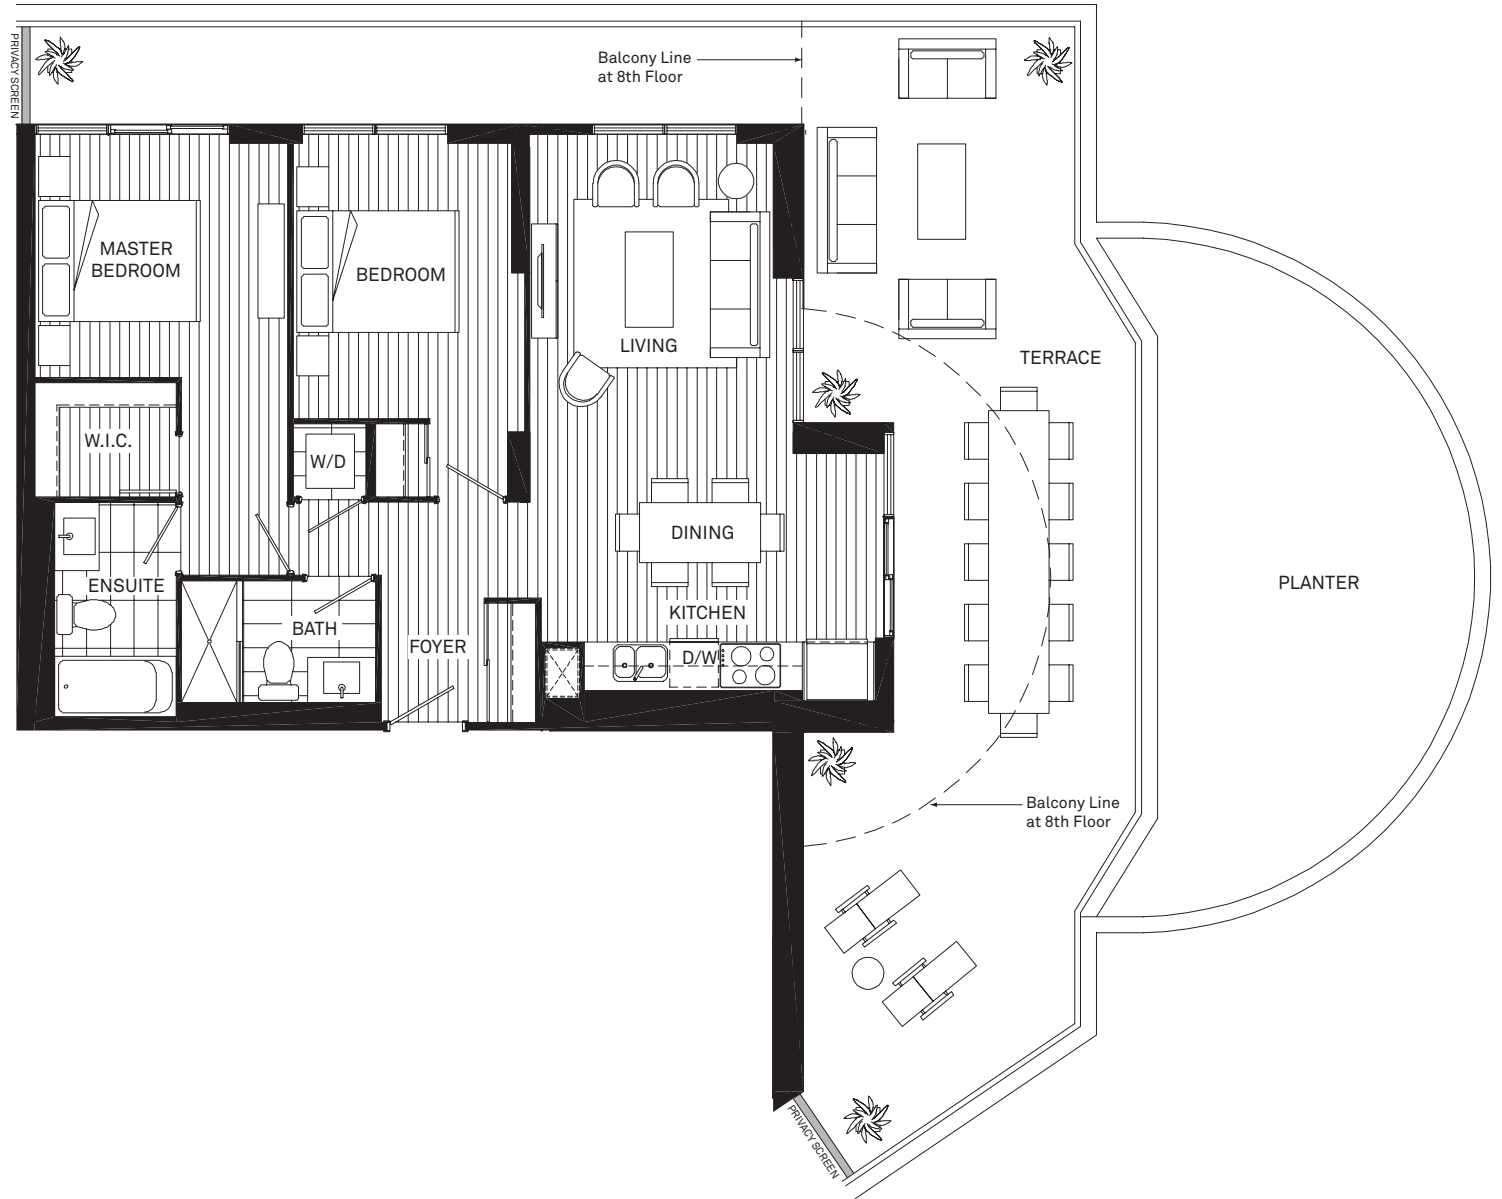 PRIVACY SCREEN
Balcony Line
at 8th Floor
MASTER
BEDROOM
BEDROOM
LIVING
TERRACE
W.I.C.
W/D
DINING
ENSUITE
PLANTER
KITCHEN
BATH
FOYER
D/W
Balcony Line
at 8th Floor
PRIVACY SCREEN